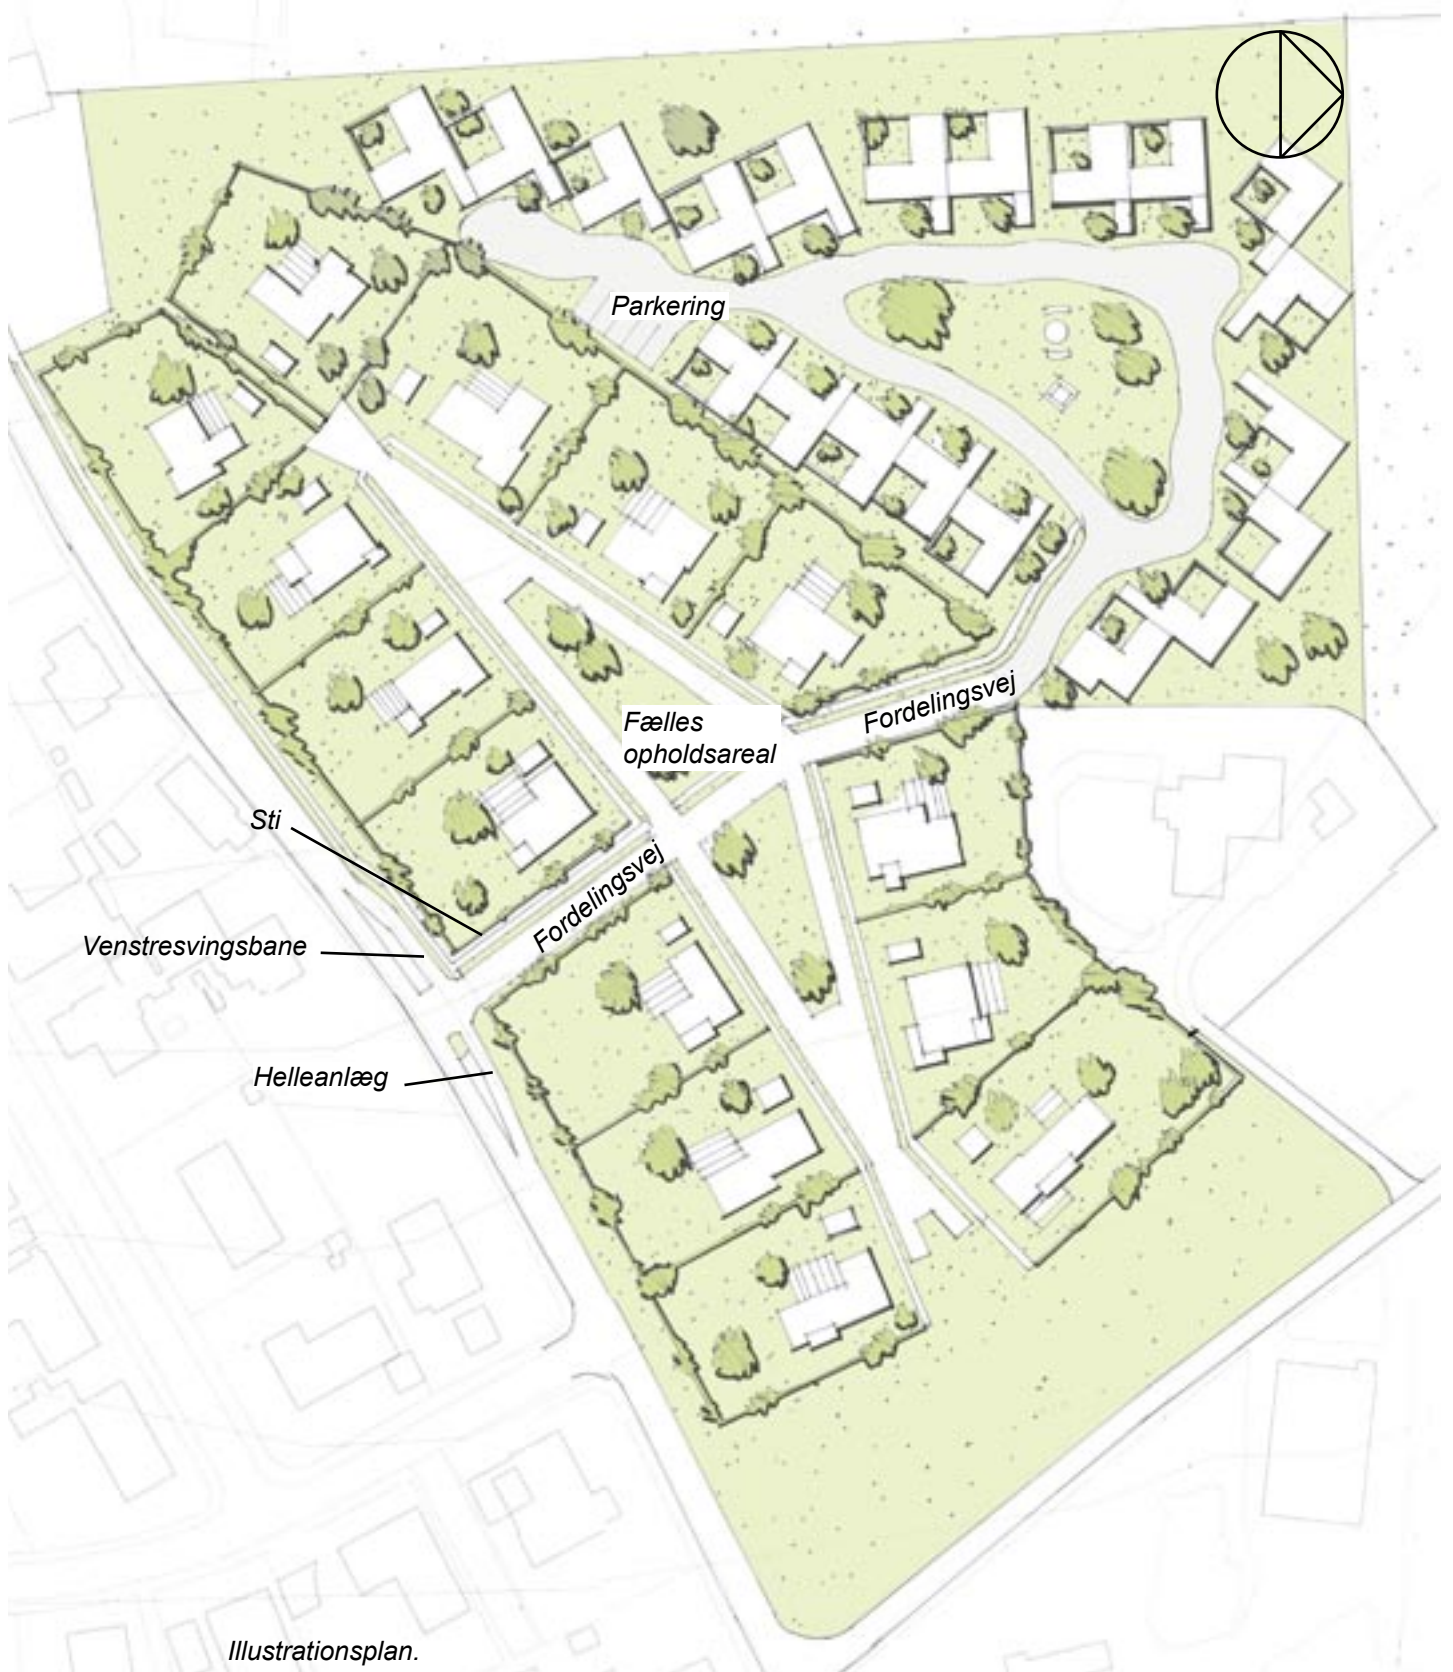 Parkering
Fordelingsvej
Fælles
opholdsareal
Sti
Fordelingsvej
Venstresvingsbane
Helleanlæg
Illustrationsplan.